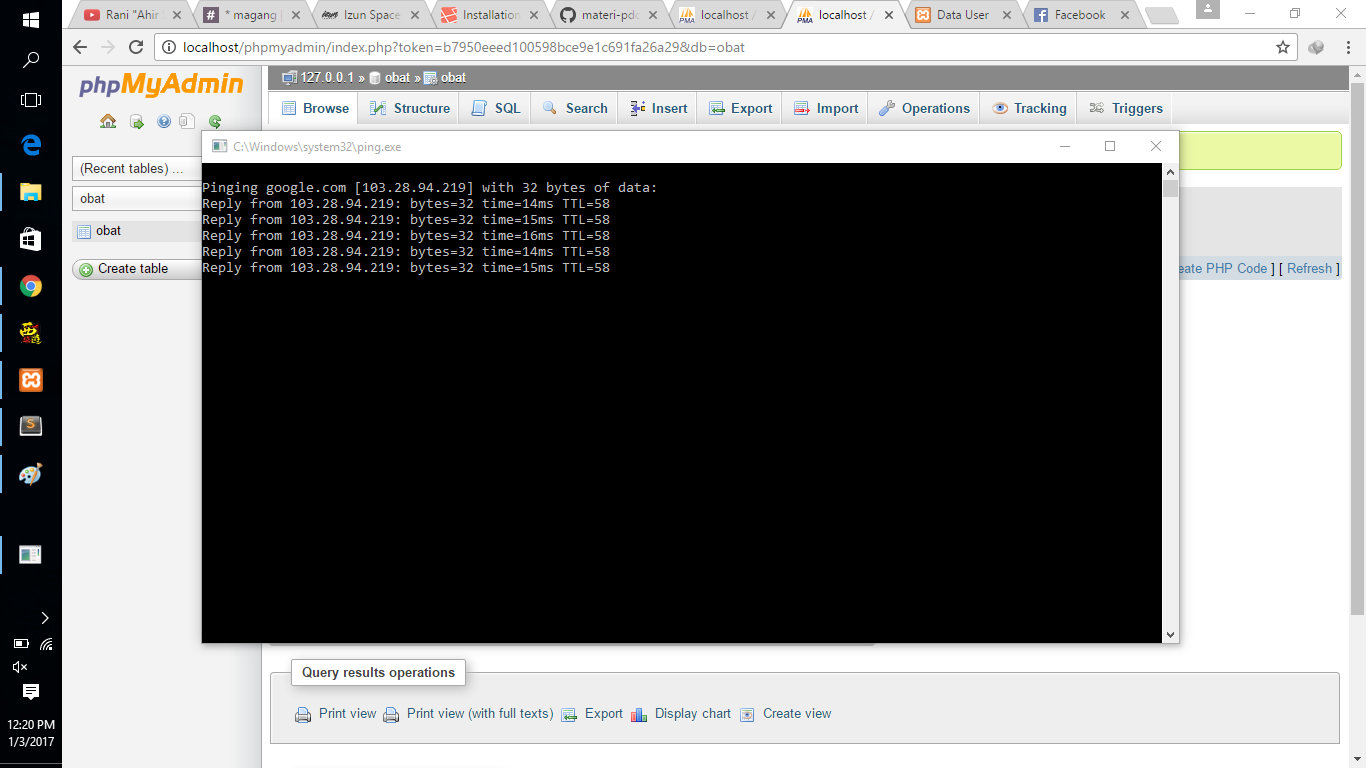 Rani "Ahir
* magang
Izun Space
Installation
materi-pdo
localhost /
localhost /
Data User
Facebook
localhost/phpmyadmin/index.php?token=b7950eeed100598bce9e1c691fa26a29&db=obat
phpMyAdmin
127.0.0.1 » obat » obat
Browse Structure SQL Search Insert Export Import Operations Tracking Triggers
C:\Windows\system32\ping.exe
(Recent tables) ...
obat
obat
Create table
Pinging google.com [103.28.94.219] with 32 bytes of data:
Reply from 103.28.94.219: bytes=32 time=14ms TTL=58
Reply from 103.28.94.219: bytes=32 time=15ms TTL=58
Reply from 103.28.94.219: bytes=32 time=16ms TTL=58
Reply from 103.28.94.219: bytes=32 time=14ms TTL=58
Reply from 103.28.94.219: bytes=32 time=15ms TTL=58
eate PHP Code ] [ Refresh ]
Query results operations
Print view Print view (with full texts) Export Display chart Create view
12:20 PM
1/3/2017